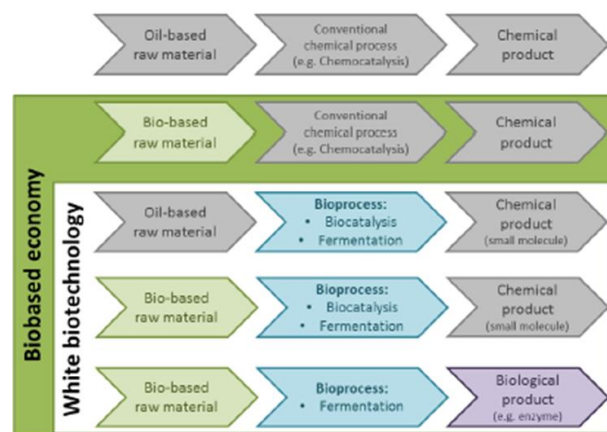 Oil-based
raw material
Conventional
chemical process
(e.g. Chemocatalysis)
Chemical
product
Bio-based
raw material
Conventional
chemical process
(e.g. Chemocatalysis)
Chemical
product
Biobased economy
White biotechnology
Oil-based
raw material
Bioprocess:
• Biocatalysis
• Fermentation
Chemical
product
(small molecule)
Bio-based
raw material
Bioprocess:
• Biocatalysis
• Fermentation
Chemical
product
(small molecule)
Bio-based
raw material
Bioprocess:
• Fermentation
Biological
product
(e.g. enzyme)